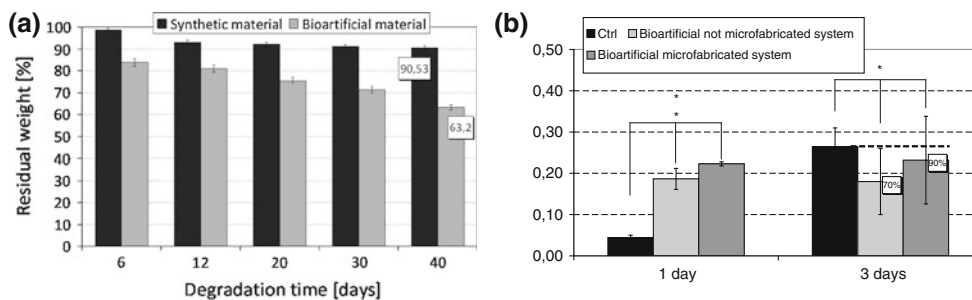 (a)
Synthetic material Bioartificial material
Residual weight [%]
100
90
80
70
60
50
40
30
20
10
0
90,53
63,2
6 12 20 30 40
Degradation time [days]
(b)
Ctrl Bioartificial not microfabricated system
Bioartificial microfabricated system
0,50
0,40
0,30
0,20
0,10
0,00
*
*
*
70%
90%
1 day 3 days